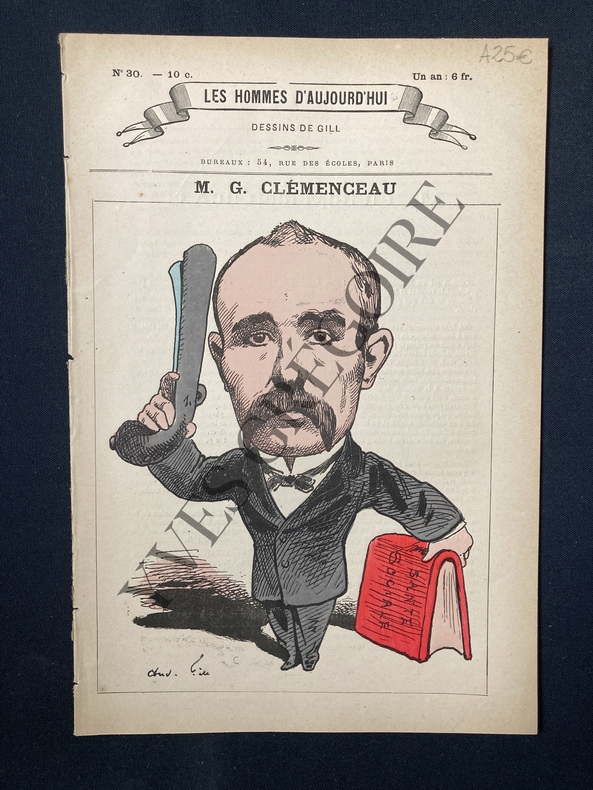 A25€
N° 30. — 10 c.
Un an : 6 fr.
LES HOMMES D'AUJOURD'HUI
DESSINS DE GILL
BUREAUX : 54, RUE DES ÉCOLES, PARIS
M. G. CLÉMENCEAU
YVES GRÉGOIRE
SANTÉ
SOCIALE
And. Gill